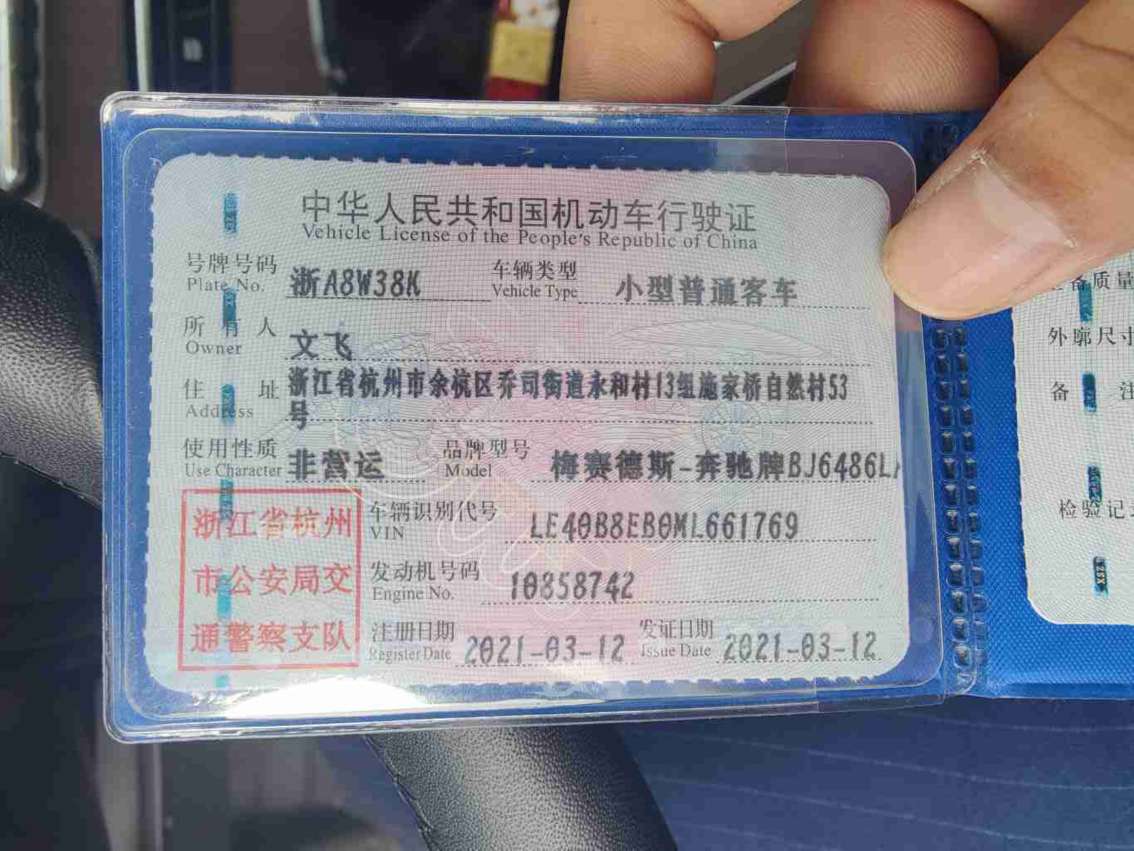 中华人民共和国机动车行驶证
Vehicle License of the People's Republic of China
号牌号码 浙A8W38K 车辆类型 小型普通客车
Plate No. Vehicle Type
所有人 文飞
Owner
住址 浙江省杭州市余杭区乔司街道永和村13组施家桥自然村53
Address 号
使用性质 非营运 品牌型号 梅赛德斯-奔驰牌BJ6486L
Use Character Model
浙江省杭州
市公安局交
通警察支队
车辆识别代号 LE40B8EB0ML661769
VIN
发动机号码 10858742
Engine No.
注册日期 2021-03-12 发证日期 2021-03-12
Register Date Issue Date
备质量
外廓尺寸
备注
检验记